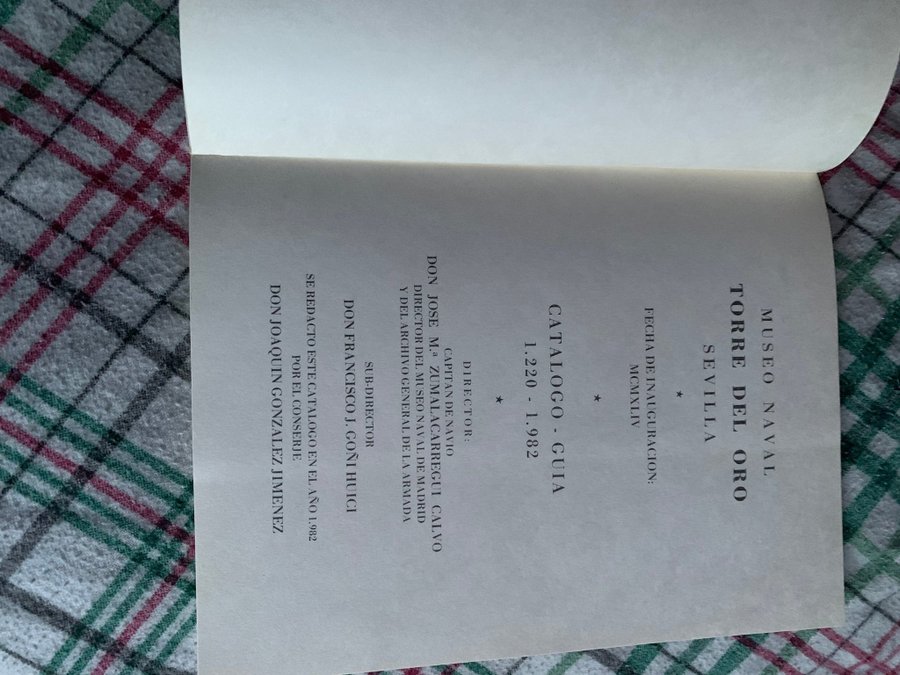 MUSEO NAVAL
TORRE DEL ORO
SEVILLA
★
FECHA DE INAUGURACION:
MCMXLIV
★
CATALOGO - GUIA
1.220 - 1.982
★
DIRECTOR:
CAPITAN DE NAVIO
DON JOSE M.ª ZUMALACARREGUI CALVO
DIRECTOR DEL MUSEO NAVAL DE MADRID
Y DEL ARCHIVO GENERAL DE LA ARMADA
SUB-DIRECTOR
DON FRANCISCO J. GOÑI HUICI
SE REDACTO ESTE CATALOGO EN EL AÑO 1.982
POR EL CONSERJE
DON JOAQUIN GONZALEZ JIMENEZ